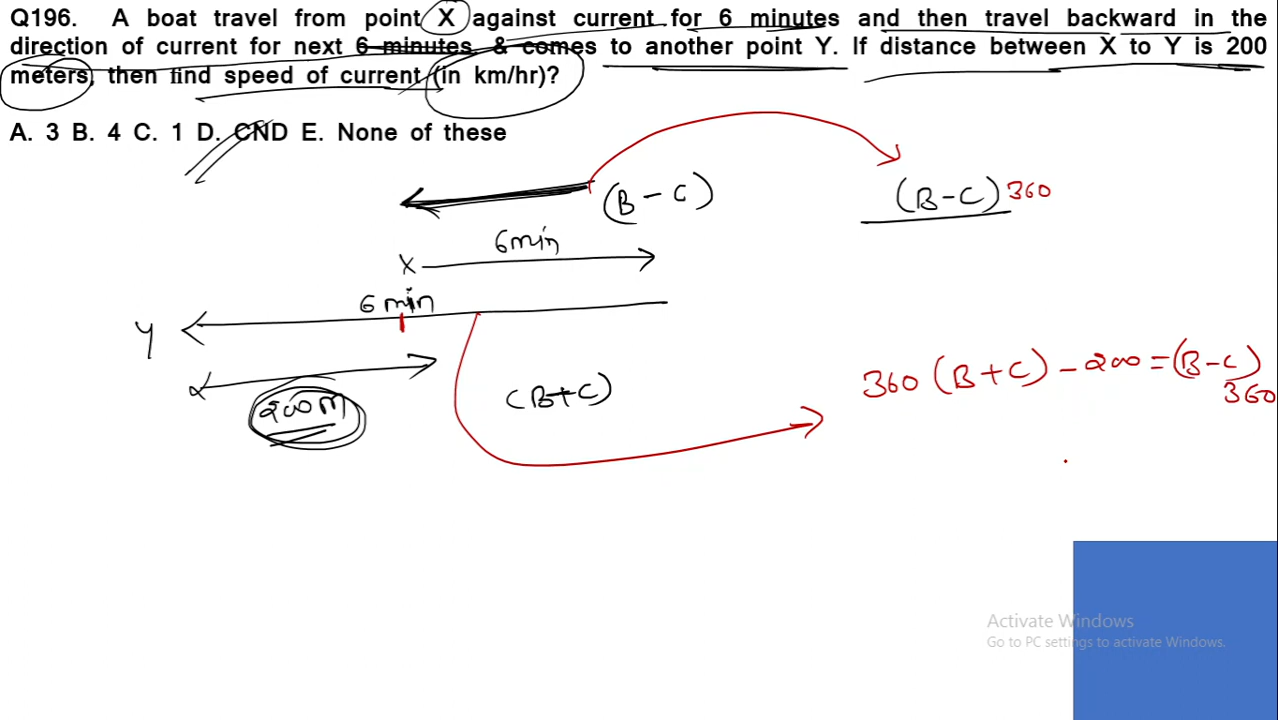 Q196. A boat travel from point X against current for 6 minutes and then travel backward in the
direction of current for next 6 minutes & comes to another point Y. If distance between X to Y is 200
meters, then find speed of current (in km/hr)?
A. 3 B. 4 C. 1 D. CND E. None of these
(B-C)
(B-C) 360
6min
X
6 min
Y
200m
(B+C)
360 (B+C) - 200 = (B-C)
360
Activate Windows
Go to PC settings to activate Windows.